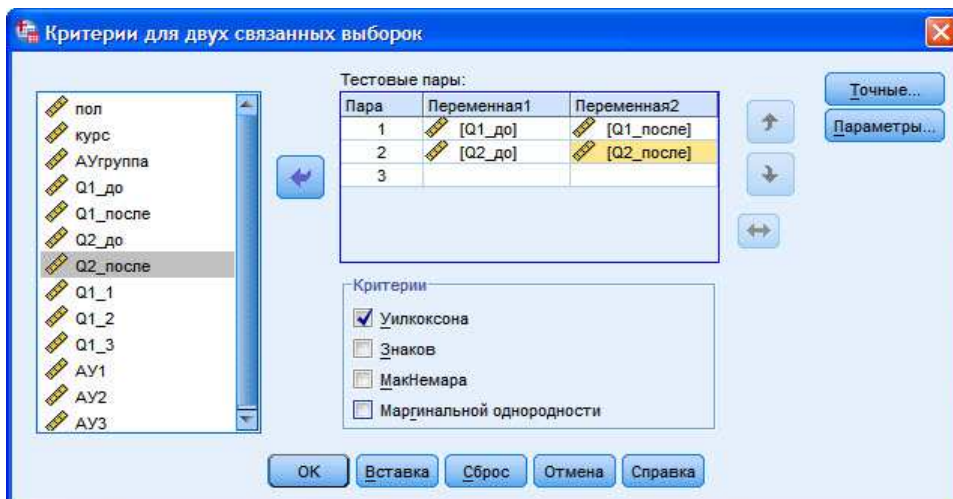 Критерии для двух связанных выборок
Тестовые пары:
пол
курс
АУгруппа
Q1_до
Q1_после
Q2_до
Q2_после
Q1_1
Q1_2
Q1_3
АУ1
АУ2
АУ3
Пара Переменная1 Переменная2
1 [Q1_до] [Q1_после]
2 [Q2_до] [Q2_после]
3
Точные...
Параметры...
Критерии
Уилкоксона
Знаков
МакНемара
Маргинальной однородности
OK Вставка Сброс Отмена Справка